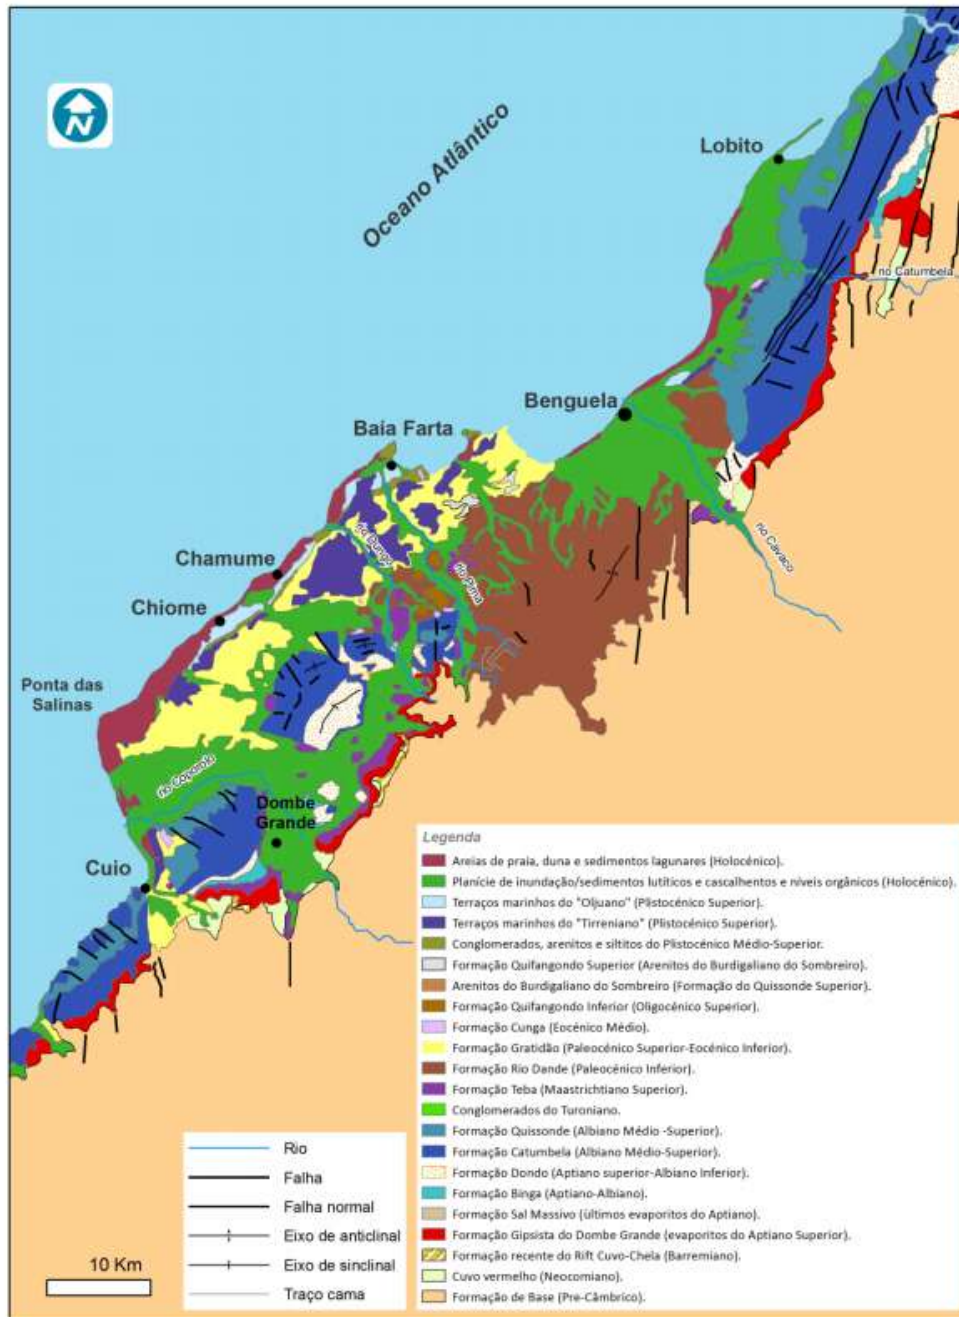 N
Oceano Atlântico
Lobito
rio Catumbela
Benguela
Baía Farta
rio Dungo
rio Pima
rio Cavaco
Chamume
Chiome
Ponta das
Salinas
rio Coporolo
Dombe
Grande
Cuio
Legenda
Areias de praia, duna e sedimentos lagunares (Holocénico).
Planície de inundação/sedimentos lutíticos e cascalhentos e níveis orgânicos (Holocénico).
Terraços marinhos do "Oljuano" (Plistocénico Superior).
Terraços marinhos do "Tirreniano" (Plistocénico Superior).
Conglomerados, arenitos e siltitos do Plistocénico Médio-Superior.
Formação Quifangondo Superior (Arenitos do Burdigaliano do Sombreiro).
Arenitos do Burdigaliano do Sombreiro (Formação do Quissonde Superior).
Formação Quifangondo Inferior (Oligocénico Superior).
Formação Cunga (Eocénico Médio).
Formação Gratidão (Paleocénico Superior-Eocénico Inferior).
Formação Rio Dande (Paleocénico Inferior).
Formação Teba (Maastrichtiano Superior).
Conglomerados do Turoniano.
Formação Quissonde (Albiano Médio -Superior).
Formação Catumbela (Albiano Médio-Superior).
Formação Dondo (Aptiano superior-Albiano Inferior).
Formação Binga (Aptiano-Albiano).
Formação Sal Massivo (ùltimos evaporitos do Aptiano).
Formação Gipsista do Dombe Grande (evaporitos do Aptiano Superior).
Formação recente do Rift Cuvo-Chela (Barremiano).
Cuvo vermelho (Neocomiano).
Formação de Base (Pre-Câmbrico).
Rio
Falha
Falha normal
Eixo de anticlinal
Eixo de sinclinal
Traço cama
10 Km